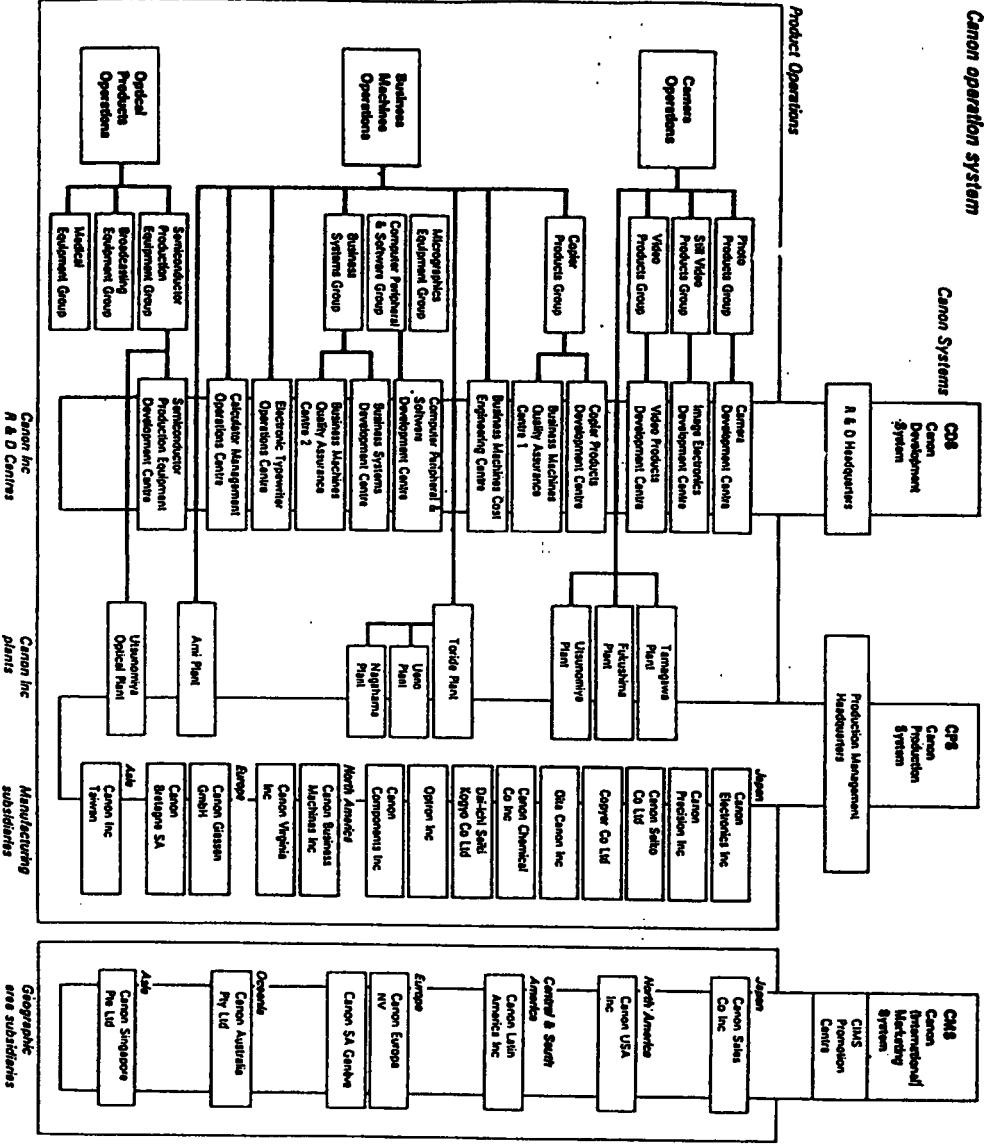 Canon operation system
Canon Systems
CDS
Canon
Development
System
R & D Headquarters
CPS
Canon
Production
System
Production Management
Headquarters
CMS
Canon
(International)
Marketing
System
CIMS
Promotion
Centre
Product Operations
Camera
Operations
Photo
Products Group
Still Video
Products Group
Video
Products Group
Camera
Development Centre
Image Electronics
Development Centre
Video Products
Development Centre
Tamagawa
Plant
Fukushima
Plant
Utsunomiya
Plant
Business
Machines
Operations
Copier
Products Group
Copier Products
Development Centre
Business Machines
Quality Assurance
Centre 1
Business Machines Cost
Engineering Centre
Micrographics
Equipment Group
Computer Peripheral
& Software Group
Business
Systems Group
Computer Peripheral &
Software
Development Centre
Business Systems
Development Centre
Business Machines
Quality Assurance
Centre 2
Electronic Typewriter
Operations Centre
Calculator Management
Operations Centre
Toride Plant
Ueno
Plant
Nagahama
Plant
Ami Plant
Optical
Products
Operations
Semiconductor
Production
Equipment Group
Broadcasting
Equipment Group
Medical
Equipment Group
Semiconductor
Production Equipment
Development Centre
Utsunomiya
Optical Plant
Japan
Canon
Electronics Inc
Canon
Precision Inc
Canon Seiko
Co Ltd
Copyer Co Ltd
Oita Canon Inc
Canon Chemical
Co Inc
Dai-Ichi Seiki
Kogyo Co Ltd
Optron Inc
Canon
Components Inc
North America
Canon Business
Machines Inc
Canon Virginia
Inc
Europe
Canon Giessen
GmbH
Canon
Bretagne SA
Asia
Canon Inc
Taiwan
Japan
Canon Sales
Co Inc
North America
Canon USA
Inc
Central & South
America
Canon Latin
America Inc
Europe
Canon Europa
NV
Canon SA Genève
Oceania
Canon Australia
Pty Ltd
Asia
Canon Singapore
Pte Ltd
Canon Inc
R & D Centres
Canon Inc
plants
Manufacturing
subsidiaries
Geographic
area subsidiaries